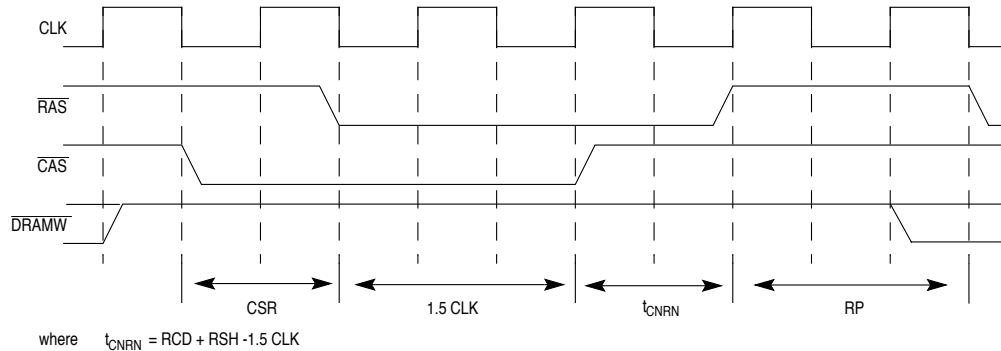 CLK
RAS
CAS
DRAMW
CSR 1.5 CLK tCNRN RP
where tCNRN = RCD + RSH -1.5 CLK